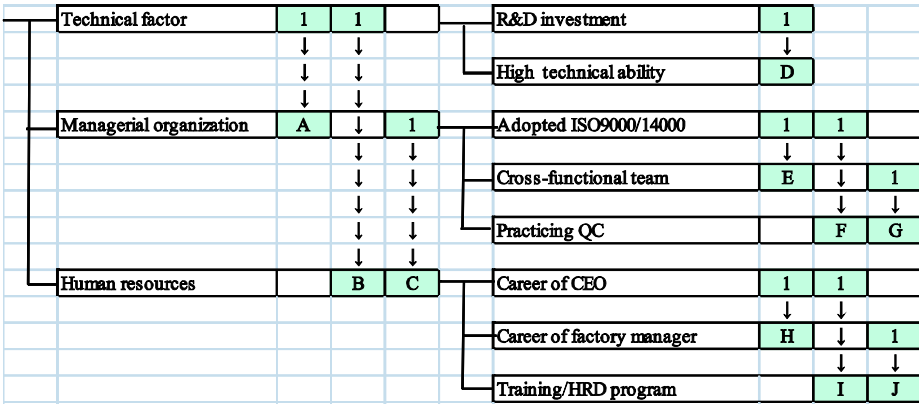 Technical factor 1 1 R&D investment 1
↓ ↓ ↓
↓ ↓ High technical ability D
↓ ↓
Managerial organization A ↓ 1 Adopted ISO9000/14000 1 1
↓ ↓ ↓ ↓
↓ ↓ Cross-functional team E ↓ 1
↓ ↓ ↓ ↓
↓ ↓ Practicing QC F G
↓ ↓
Human resources B C Career of CEO 1 1
↓ ↓
Career of factory manager H ↓ 1
↓ ↓
Training/HRD program I J